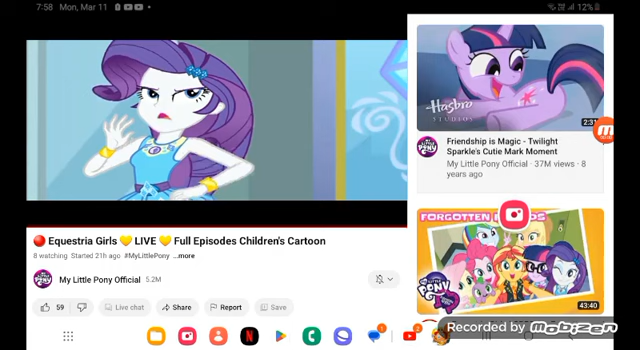 7:58 Mon, Mar 11
12%
Hasbro
STUDIOS
2:31
Friendship is Magic - Twilight
Sparkle's Cutie Mark Moment
My Little Pony Official · 37M views · 8
years ago
🔴 Equestria Girls 💛 LIVE 💛 Full Episodes Children's Cartoon
8 watching Started 21h ago #MyLittlePony ...more
My Little Pony Official 5.2M
59
Live chat
Share
Report
Save
FORGOTTEN
MY LITTLE PONY
43:40
Recorded by mobizen